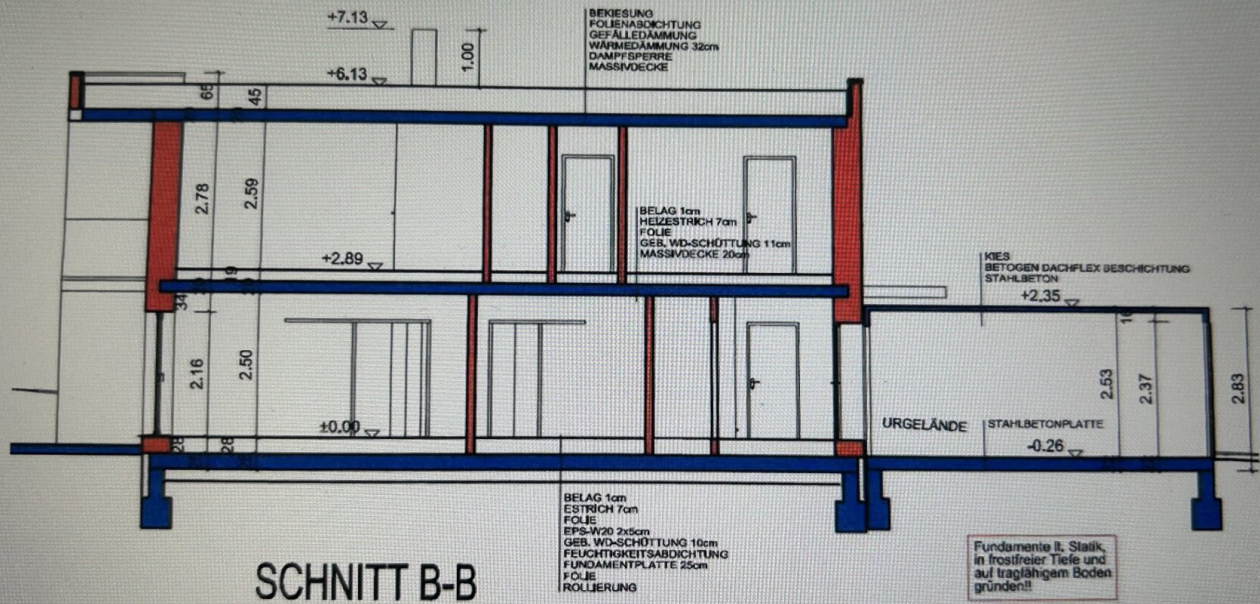 +7.13
1.00
BEKIESUNG
FOLIENABDICHTUNG
GEFÄLLEDÄMMUNG
WÄRMEDÄMMUNG 32cm
DAMPFSPERRE
MASSIVDECKE
+6.13
45
2.78
2.59
BELAG 1cm
HEIZESTRICH 7cm
FOLIE
GEB. WD-SCHÜTTUNG 11cm
MASSIVDECKE 20cm
+2.89
19
34
KIES
BETOGEN DACHFLEX BESCHICHTUNG
STAHLBETON
+2.35
2.16
2.50
2.53
2.37
2.83
±0.00
28
28
URGELÄNDE
STAHLBETONPLATTE
-0.26
BELAG 1cm
ESTRICH 7cm
FOLIE
EPS-W20 2x5cm
GEB. WD-SCHÜTTUNG 10cm
FEUCHTIGKEITSABDICHTUNG
FUNDAMENTPLATTE 25cm
FOLIE
ROLLIERUNG
SCHNITT B-B
Fundamente lt. Statik,
in frostfreier Tiefe und
auf tragfähigem Boden
gründen!!